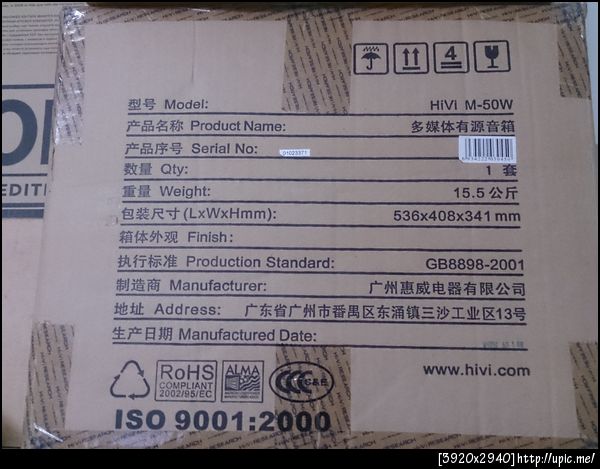 4
型号 Model: HiVi M-50W
产品名称 Product Name: 多媒体有源音箱
产品序号 Serial No: 01023371
数量 Qty: 1 套
重量 Weight: 15.5 公斤
包装尺寸 (LxWxHmm): 536x408x341 mm
箱体外观 Finish:
执行标准 Production Standard: GB8898-2001
制造商 Manufacturer: 广州惠威电器有限公司
地址 Address: 广东省广州市番禺区东涌镇三沙工业区13号
生产日期 Manufactured Date:
EDITI
RoHS
COMPLIANT
2002/95/EC
ALMA
CCC S&E
www.hivi.com
ISO 9001:2000
[3920x2940]http://upic.me/